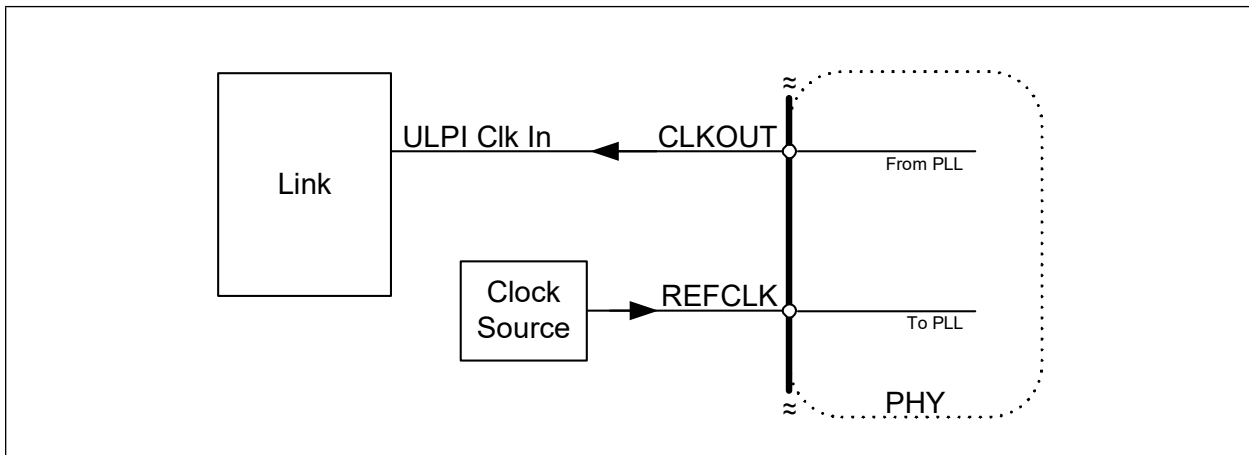 ULPI Clk In
CLKOUT
From PLL
Link
Clock
Source
REFCLK
To PLL
PHY